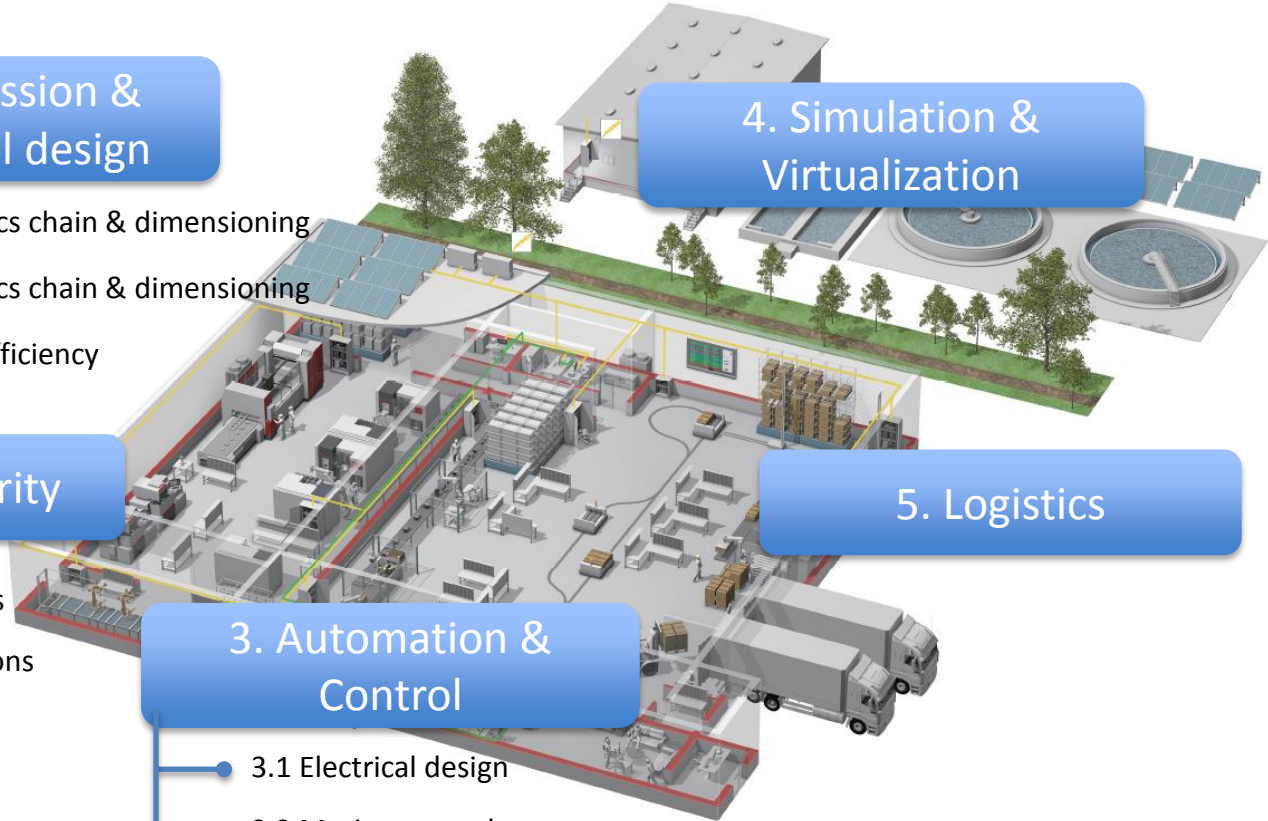 ssion &
l design
cs chain & dimensioning
cs chain & dimensioning
fficiency
rity
s
ons
3. Automation &
Control
3.1 Electrical design
4. Simulation &
Virtualization
5. Logistics